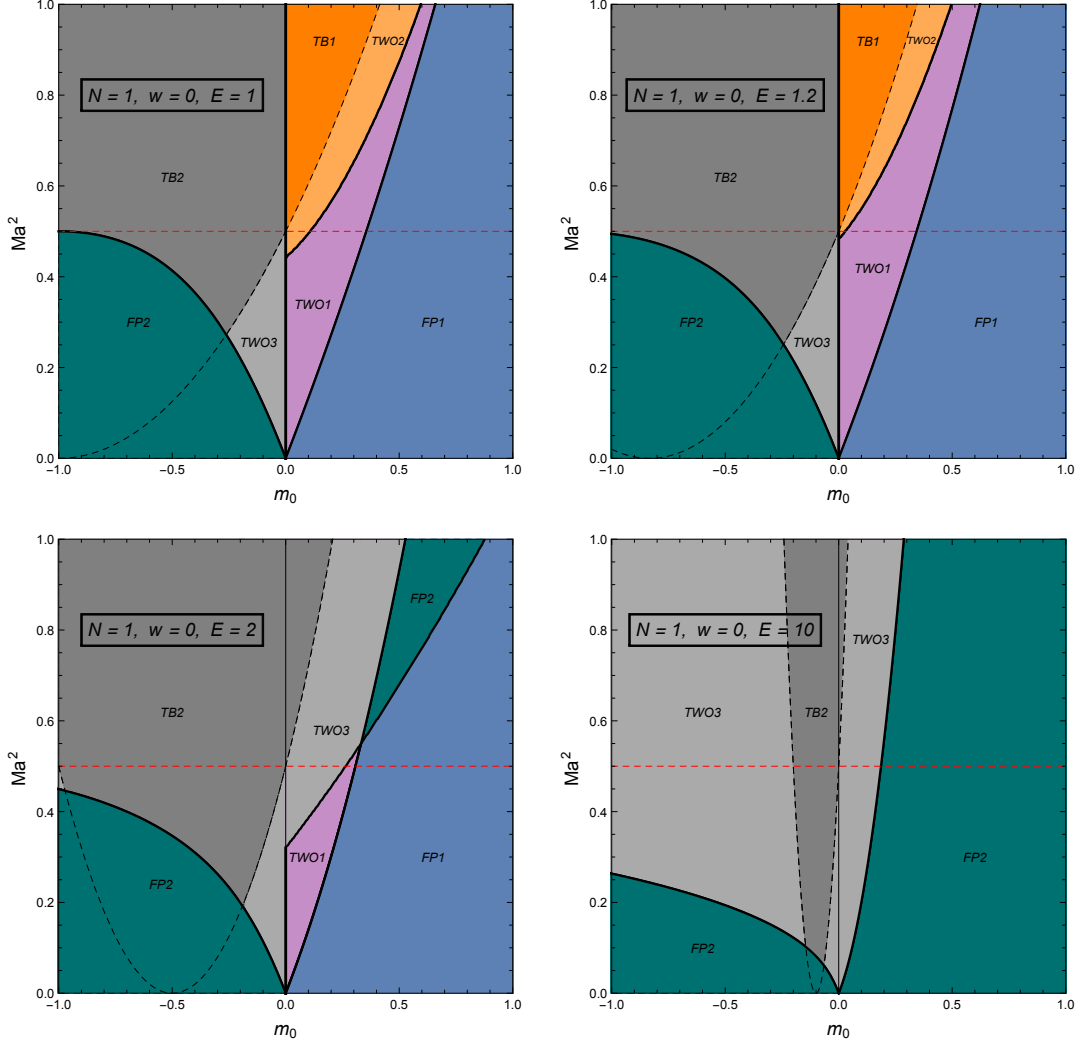 1.0
TB1
TWO2
N = 1, w = 0, E = 1
0.8
TB2
0.6
Ma²
0.4
FP2
TWO3
TWO1
FP1
0.2
0.0
-1.0 -0.5 0.0 0.5 1.0
m₀
1.0
TB1
TWO2
N = 1, w = 0, E = 1.2
0.8
TB2
0.6
Ma²
0.4
FP2
TWO3
TWO1
FP1
0.2
0.0
-1.0 -0.5 0.0 0.5 1.0
m₀
1.0
FP2
N = 1, w = 0, E = 2
0.8
TB2
TWO3
0.6
Ma²
0.4
FP2
TWO1
FP1
0.2
0.0
-1.0 -0.5 0.0 0.5 1.0
m₀
1.0
N = 1, w = 0, E = 10
TWO3
0.8
TWO3
TB2
0.6
Ma²
0.4
FP2
FP2
0.2
0.0
-1.0 -0.5 0.0 0.5 1.0
m₀